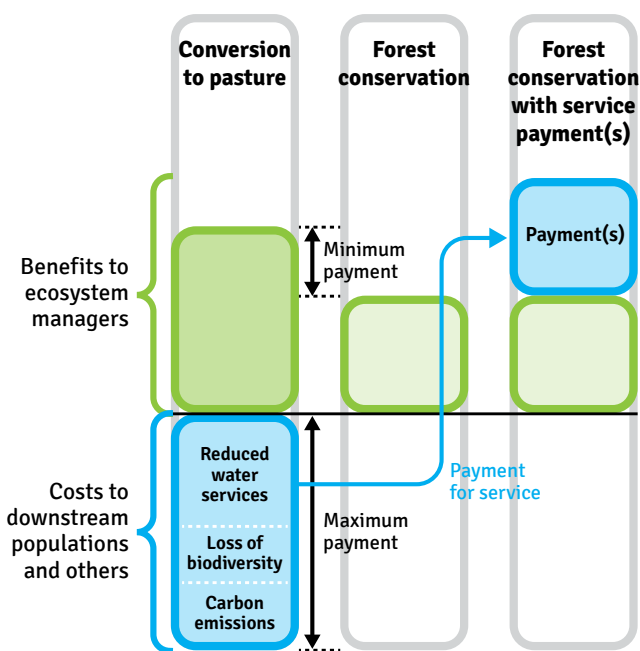 Conversion
to pasture
Forest
conservation
Forest
conservation
with service
payment(s)
Benefits to
ecosystem
managers
Minimum
payment
Payment(s)
Costs to
downstream
populations
and others
Reduced
water
services
Loss of
biodiversity
Carbon
emissions
Maximum
payment
Payment
for service